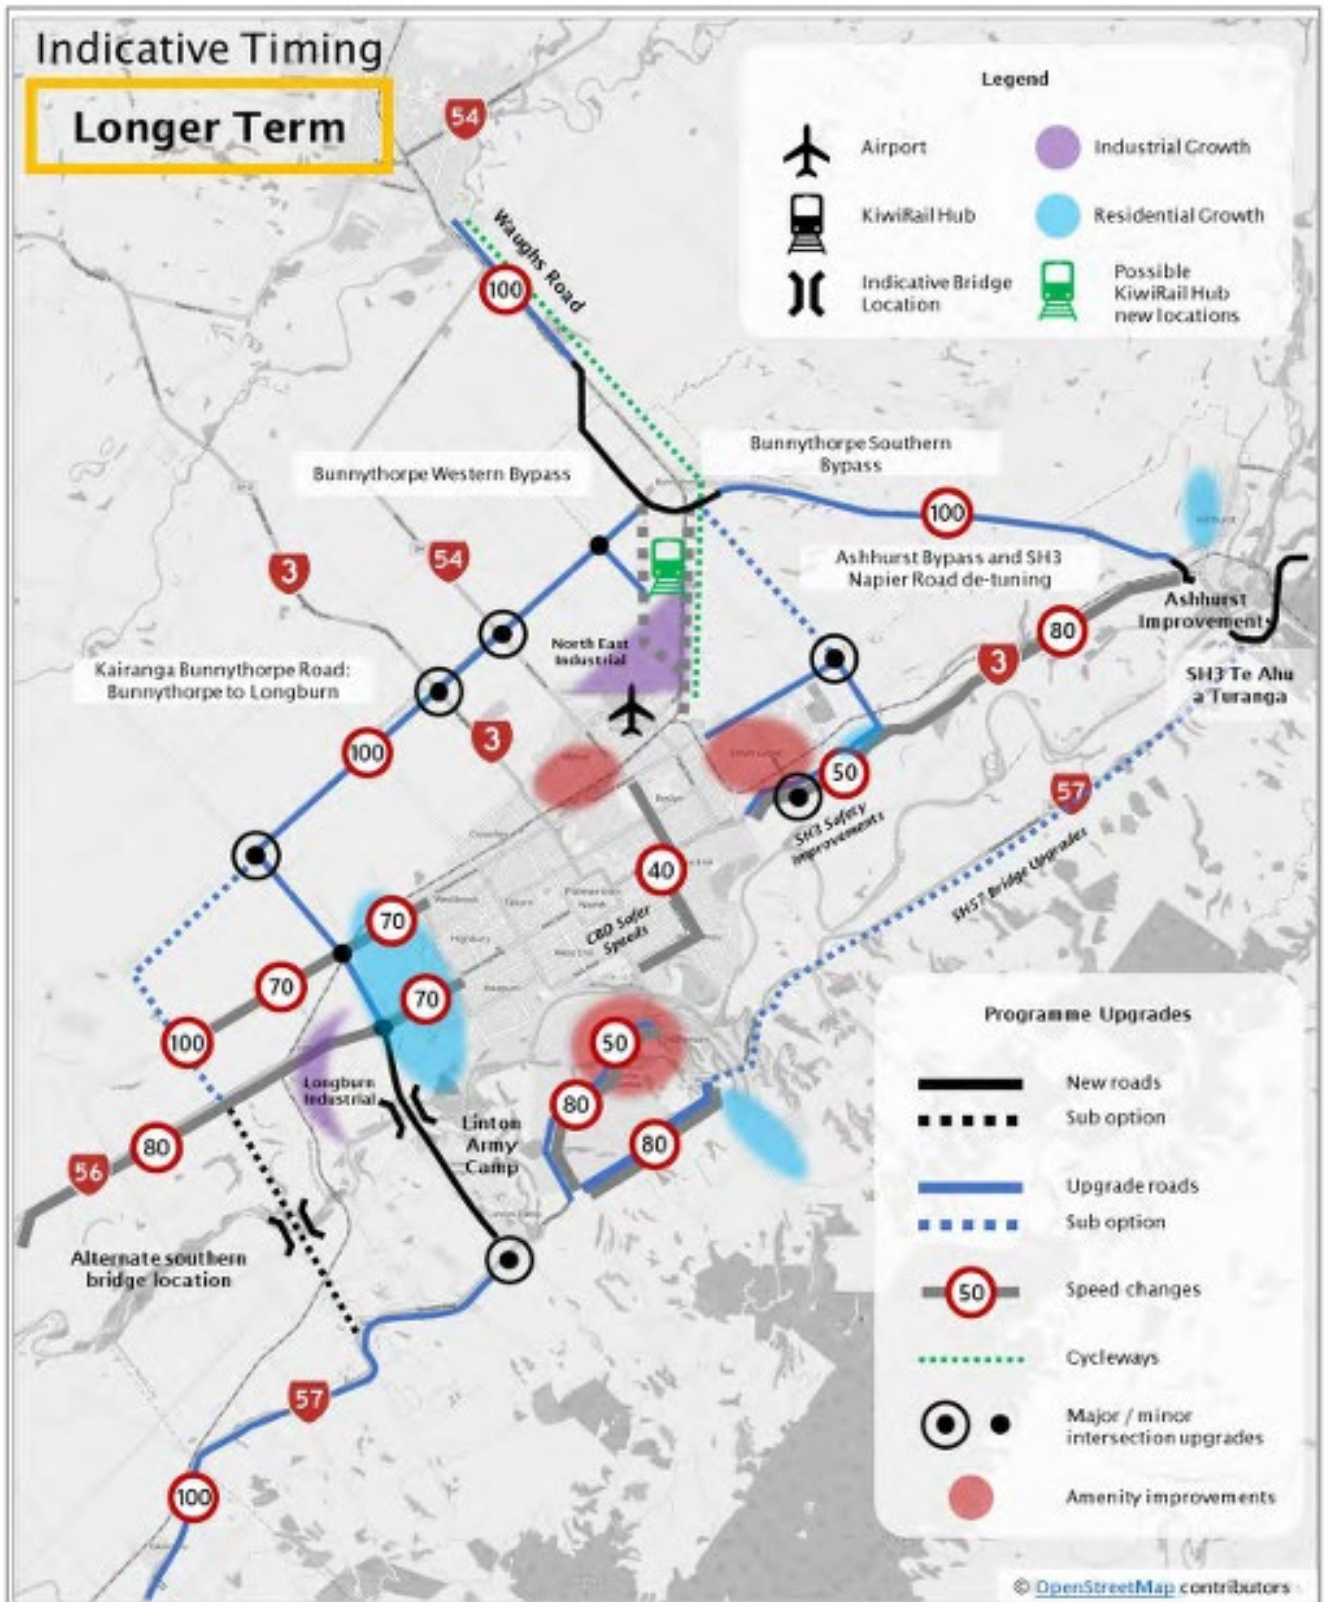 Indicative Timing
Longer Term
Legend
Airport
Industrial Growth
KiwiRail Hub
Residential Growth
Indicative Bridge
Location
Possible
KiwiRail Hub
new locations
54
Waughs Road
100
Bunnythorpe Western Bypass
Bunnythorpe Southern
Bypass
100
3
54
Ashhurst Bypass and SH3
Napier Road de-tuning
Ashhurst
Improvements
80
3
North East
Industrial
Kairanga Bunnythorpe Road:
Bunnythorpe to Longburn
SH3 Te Ahu
a Turanga
3
100
50
57
SH3 Safety
Improvements
SH57 Bridge Upgrades
40
70
CBD Safer
Speeds
Palmerston
North
Highbury
70
70
100
50
Longburn
Industrial
80
80
80
Linton
Army
Camp
56
Alternate southern
bridge location
57
100
Programme Upgrades
New roads
Sub option
Upgrade roads
Sub option
50
Speed changes
Cycleways
Major / minor
intersection upgrades
Amenity improvements
© OpenStreetMap contributors